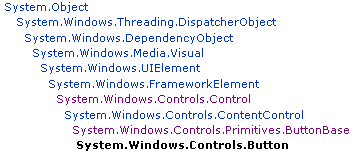 System.Object
System.Windows.Threading.DispatcherObject
System.Windows.DependencyObject
System.Windows.Media.Visual
System.Windows.UIElement
System.Windows.FrameworkElement
System.Windows.Controls.Control
System.Windows.Controls.ContentControl
System.Windows.Controls.Primitives.ButtonBase
System.Windows.Controls.Button